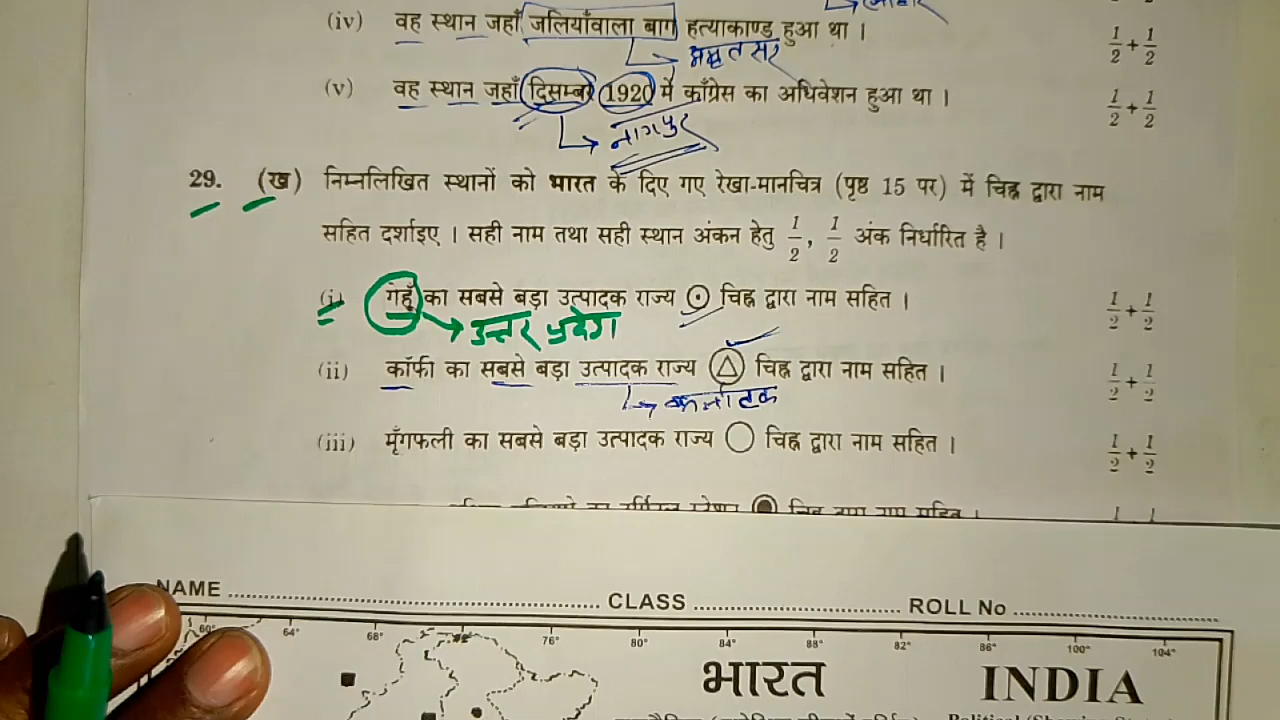 (iv) वह स्थान जहाँ जलियाँवाला बाग हत्याकाण्ड हुआ था । 1/2 + 1/2
अमृतसर
(v) वह स्थान जहाँ दिसम्बर 1920 में काँग्रेस का अधिवेशन हुआ था । 1/2 + 1/2
नागपुर
29. (ख) निम्नलिखित स्थानों को भारत के दिए गए रेखा-मानचित्र (पृष्ठ 15 पर) में चिह्न द्वारा नाम
सहित दर्शाइए । सही नाम तथा सही स्थान अंकन हेतु 1/2, 1/2 अंक निर्धारित है ।
(i) गेहूँ का सबसे बड़ा उत्पादक राज्य चिह्न द्वारा नाम सहित । 1/2 + 1/2
उत्तर प्रदेश
(ii) कॉफी का सबसे बड़ा उत्पादक राज्य चिह्न द्वारा नाम सहित । 1/2 + 1/2
कर्नाटक
(iii) मूँगफली का सबसे बड़ा उत्पादक राज्य चिह्न द्वारा नाम सहित । 1/2 + 1/2
चिह्न द्वारा नाम सहित ।
NAME ........ CLASS ........ ROLL No ........
60° 64° 68° 76° 80° 84° 88° 82° 86° 100° 104°
भारत INDIA